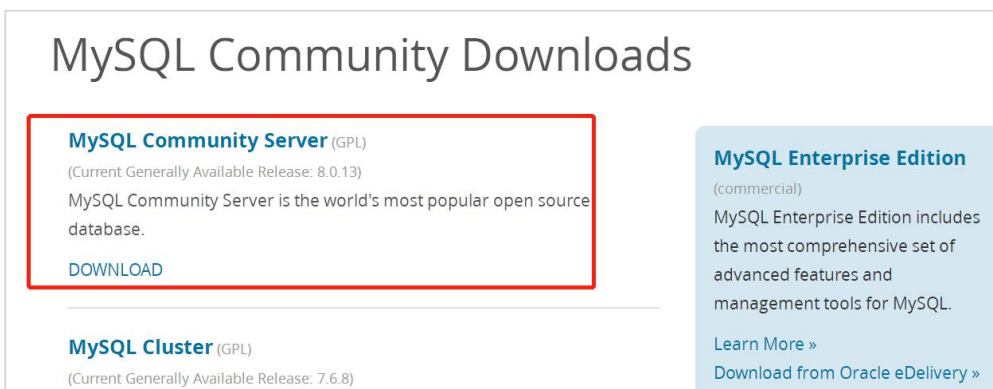 MySQL Community Downloads
MySQL Community Server (GPL)
(Current Generally Available Release: 8.0.13)
MySQL Community Server is the world's most popular open source
database.
DOWNLOAD
MySQL Cluster (GPL)
(Current Generally Available Release: 7.6.8)
MySQL Enterprise Edition
(commercial)
MySQL Enterprise Edition includes
the most comprehensive set of
advanced features and
management tools for MySQL.
Learn More »
Download from Oracle eDelivery »